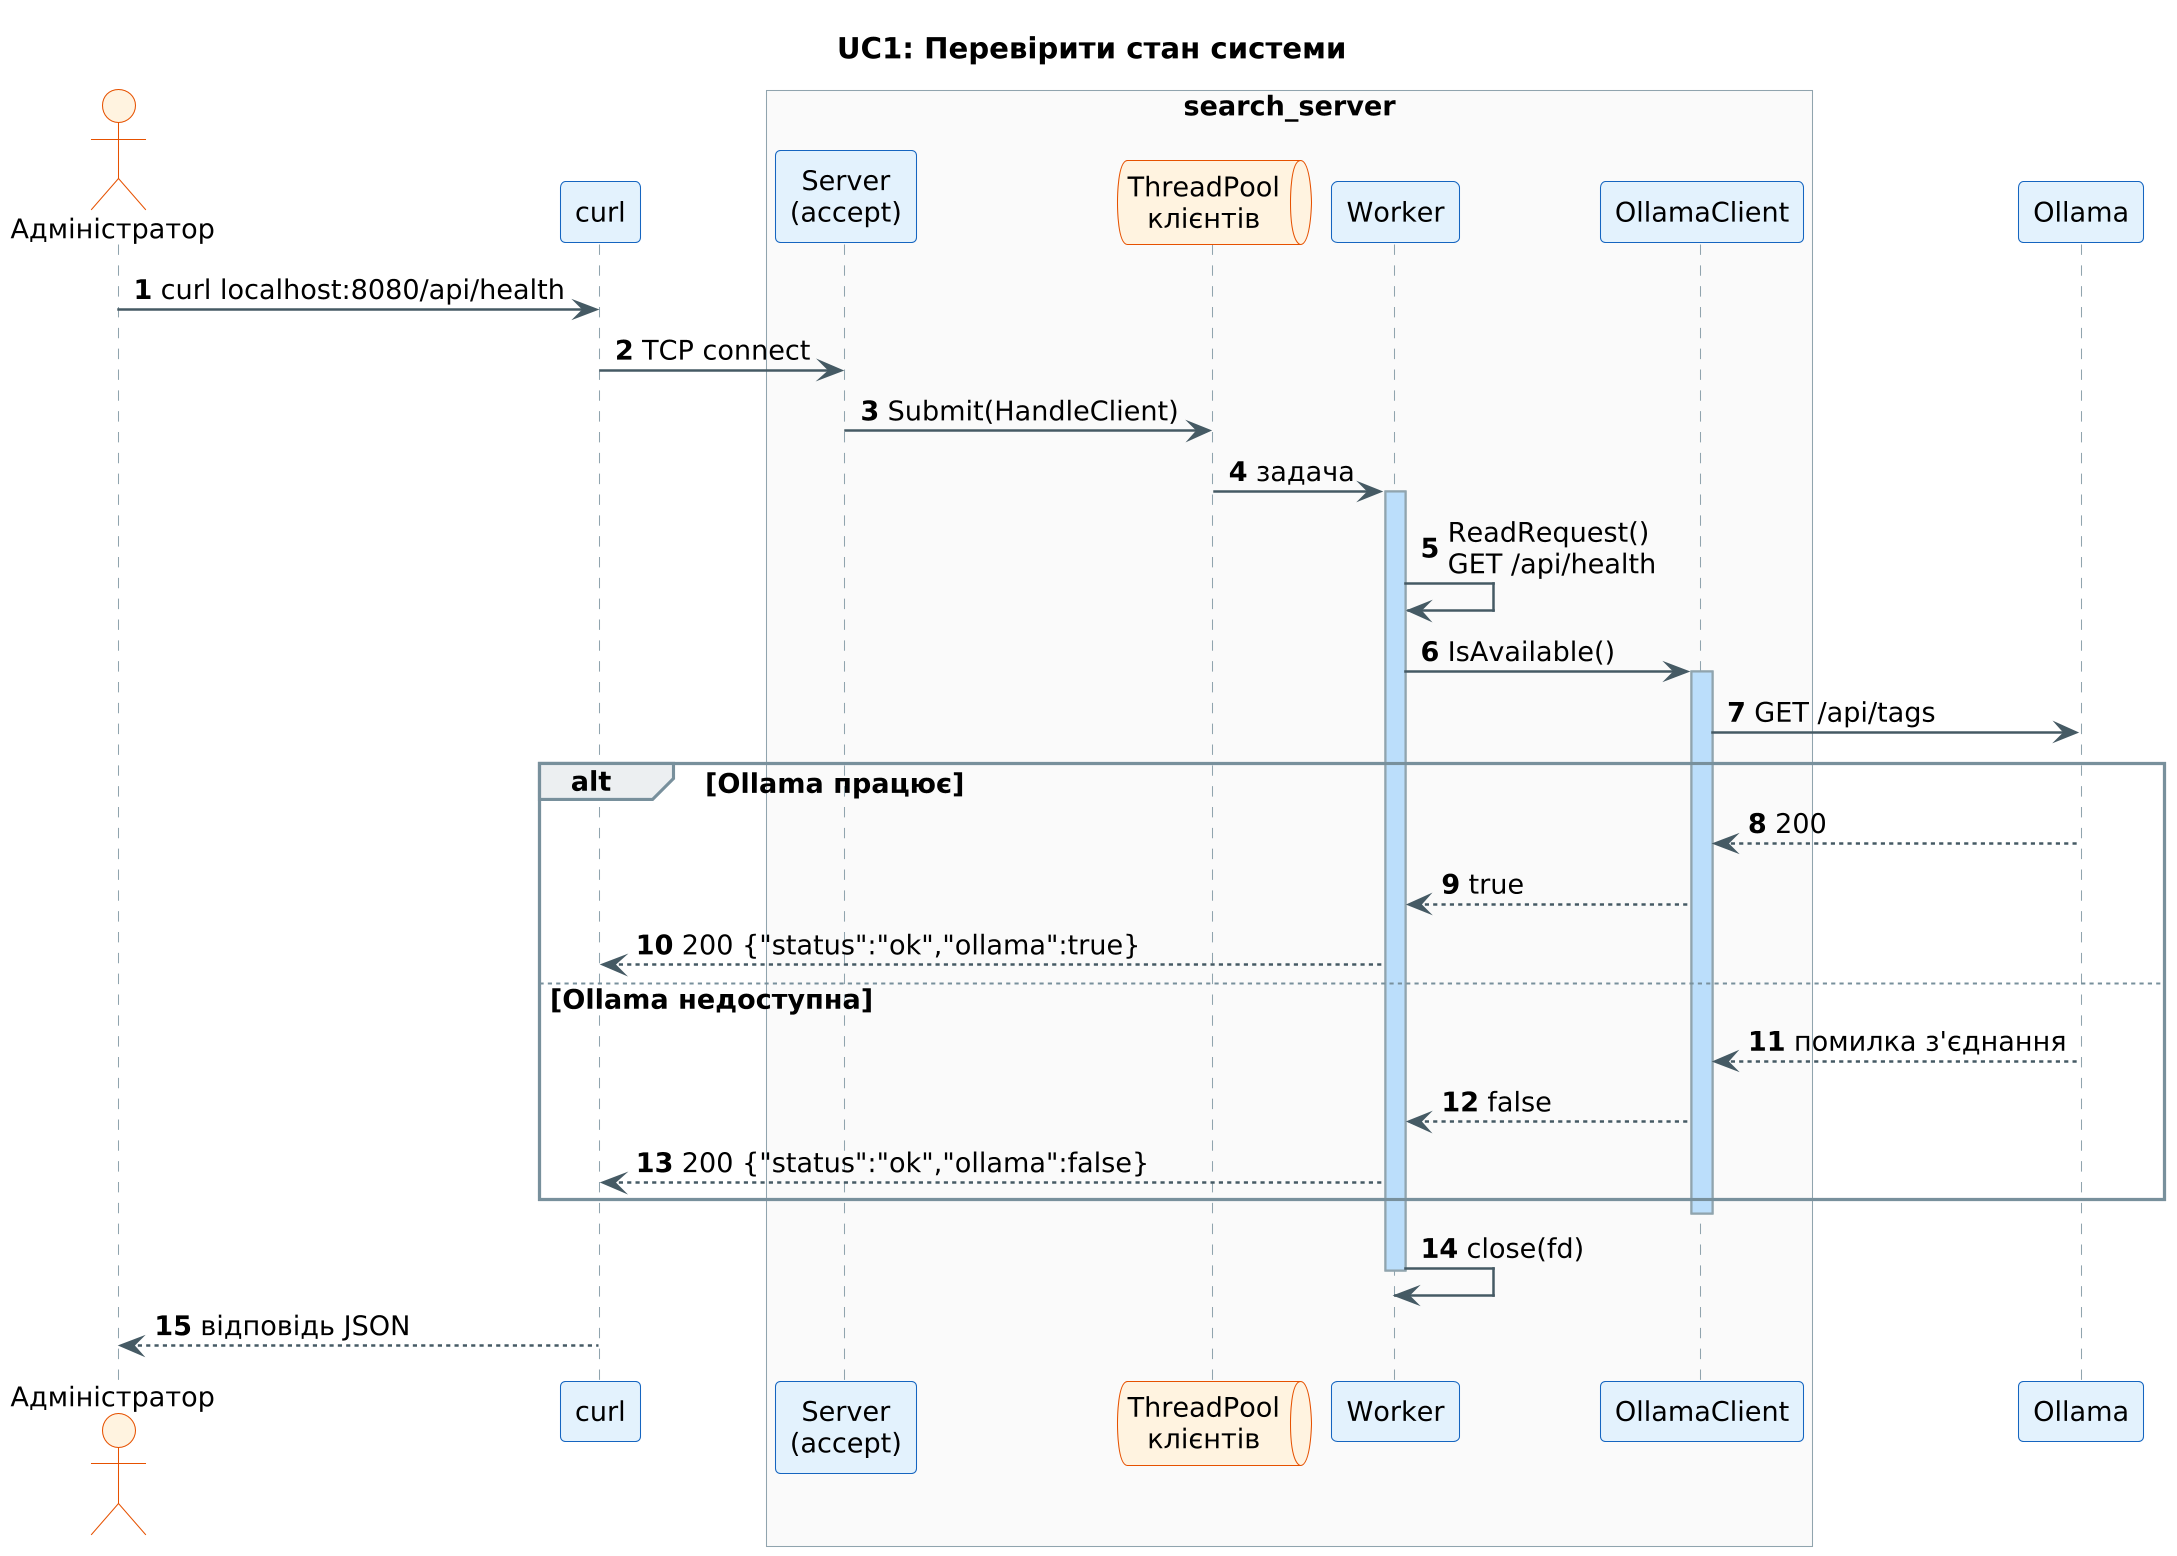 UC1: Перевірити стан системи
search_server
Адміністратор
curl
Server
(accept)
ThreadPool
клієнтів
Worker
OllamaClient
Ollama
1 curl localhost:8080/api/health
2 TCP connect
3 Submit(HandleClient)
4 задача
5 ReadRequest()
GET /api/health
6 IsAvailable()
7 GET /api/tags
alt [Ollama працює]
8 200
9 true
10 200 {"status":"ok","ollama":true}
[Ollama недоступна]
11 помилка з'єднання
12 false
13 200 {"status":"ok","ollama":false}
14 close(fd)
15 відповідь JSON
Адміністратор
curl
Server
(accept)
ThreadPool
клієнтів
Worker
OllamaClient
Ollama